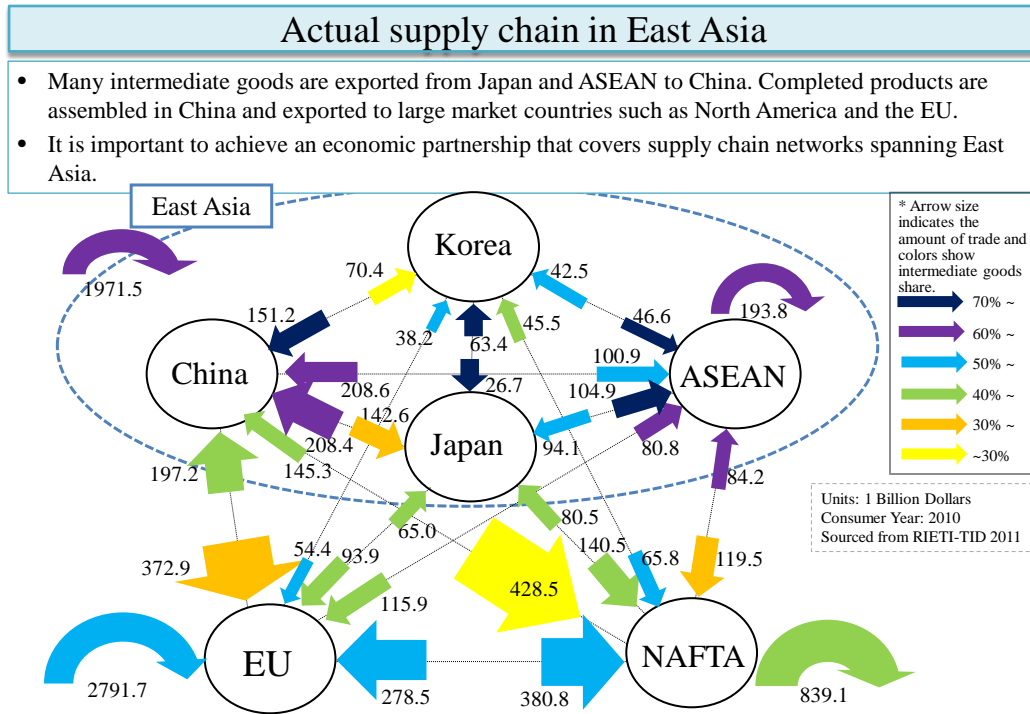 Actual supply chain in East Asia
• Many intermediate goods are exported from Japan and ASEAN to China. Completed products are
assembled in China and exported to large market countries such as North America and the EU.
• It is important to achieve an economic partnership that covers supply chain networks spanning East
Asia.
East Asia
* Arrow size
indicates the
amount of trade and
colors show
intermediate goods
share.
70% ~
60% ~
50% ~
40% ~
30% ~
~30%
Korea
1971.5
70.4
42.5
151.2
38.2
63.4
45.5
46.6
193.8
China
208.6
26.7
100.9
104.9
ASEAN
142.6
208.4
Japan
94.1
80.8
197.2
145.3
84.2
Units: 1 Billion Dollars
Consumer Year: 2010
Sourced from RIETI-TID 2011
65.0
80.5
372.9
54.4
93.9
140.5
65.8
119.5
115.9
428.5
EU
NAFTA
2791.7
278.5
380.8
839.1